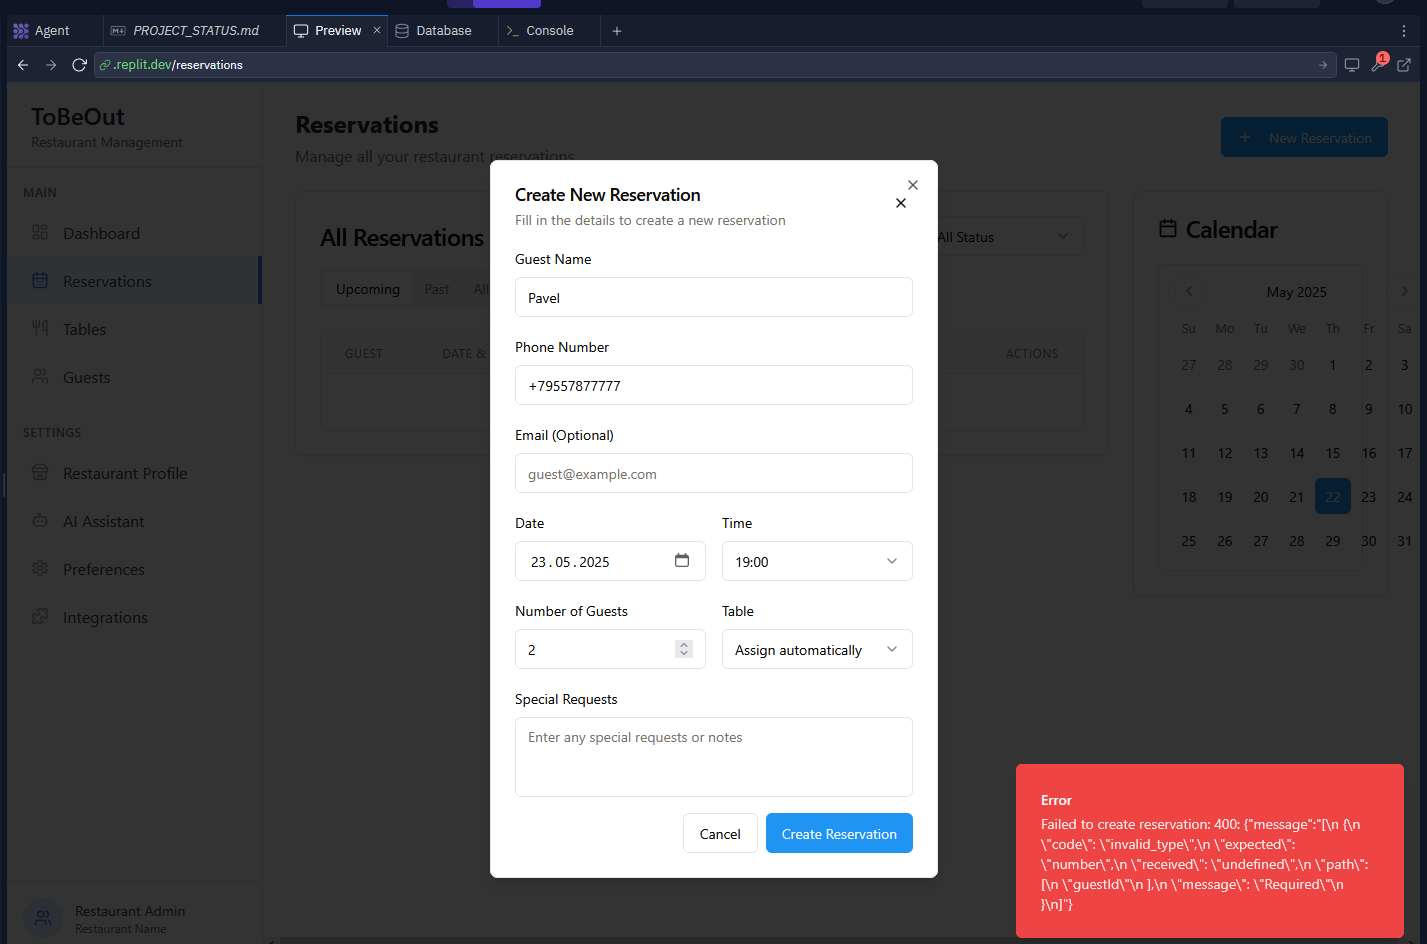 Agent
PROJECT_STATUS.md
Preview
Database
Console
.replit.dev/reservations
1
ToBeOut
Restaurant Management
MAIN
Dashboard
Reservations
Tables
Guests
SETTINGS
Restaurant Profile
AI Assistant
Preferences
Integrations
Restaurant Admin
Restaurant Name
Reservations
Manage all your restaurant reservations
New Reservation
All Reservations
All Status
Upcoming Past All
GUEST DATE & ACTIONS
Create New Reservation
Fill in the details to create a new reservation
Guest Name
Pavel
Phone Number
+79557877777
Email (Optional)
guest@example.com
Date Time
23.05.2025 19:00
Number of Guests Table
2 Assign automatically
Special Requests
Enter any special requests or notes
Cancel Create Reservation
Calendar
May 2025
Su Mo Tu We Th Fr Sa
27 28 29 30 1 2 3
4 5 6 7 8 9 10
11 12 13 14 15 16 17
18 19 20 21 22 23 24
25 26 27 28 29 30 31
Error
Failed to create reservation: 400: {"message":"[\n {\n
\"code\": \"invalid_type\",\n \"expected\":
\"number\",\n \"received\": \"undefined\",\n \"path\":
[\n \"guestId\"\n ],\n \"message\": \"Required\"\n
}\n]"}